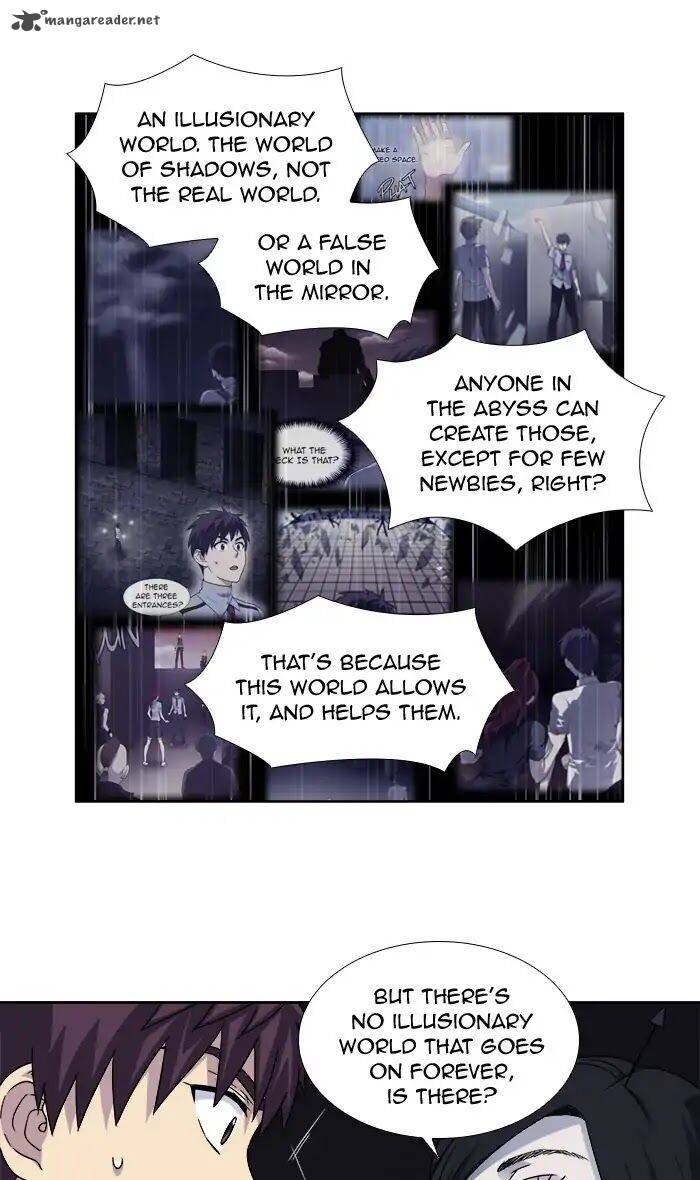 mangareader.net
AN ILLUSIONARY
WORLD. THE WORLD
OF SHADOWS, NOT
THE REAL WORLD.
MAKE A
SPACE.
OR A FALSE
WORLD IN
THE MIRROR.
ANYONE IN
THE ABYSS CAN
CREATE THOSE,
EXCEPT FOR FEW
NEWBIES, RIGHT?
WHAT THE
IS THAT?
THERE
ARE THREE
ENTRANCES?
THAT'S BECAUSE
THIS WORLD ALLOWS
IT, AND HELPS THEM.
BUT THERE'S
NO ILLUSIONARY
WORLD THAT GOES
ON FOREVER,
IS THERE?